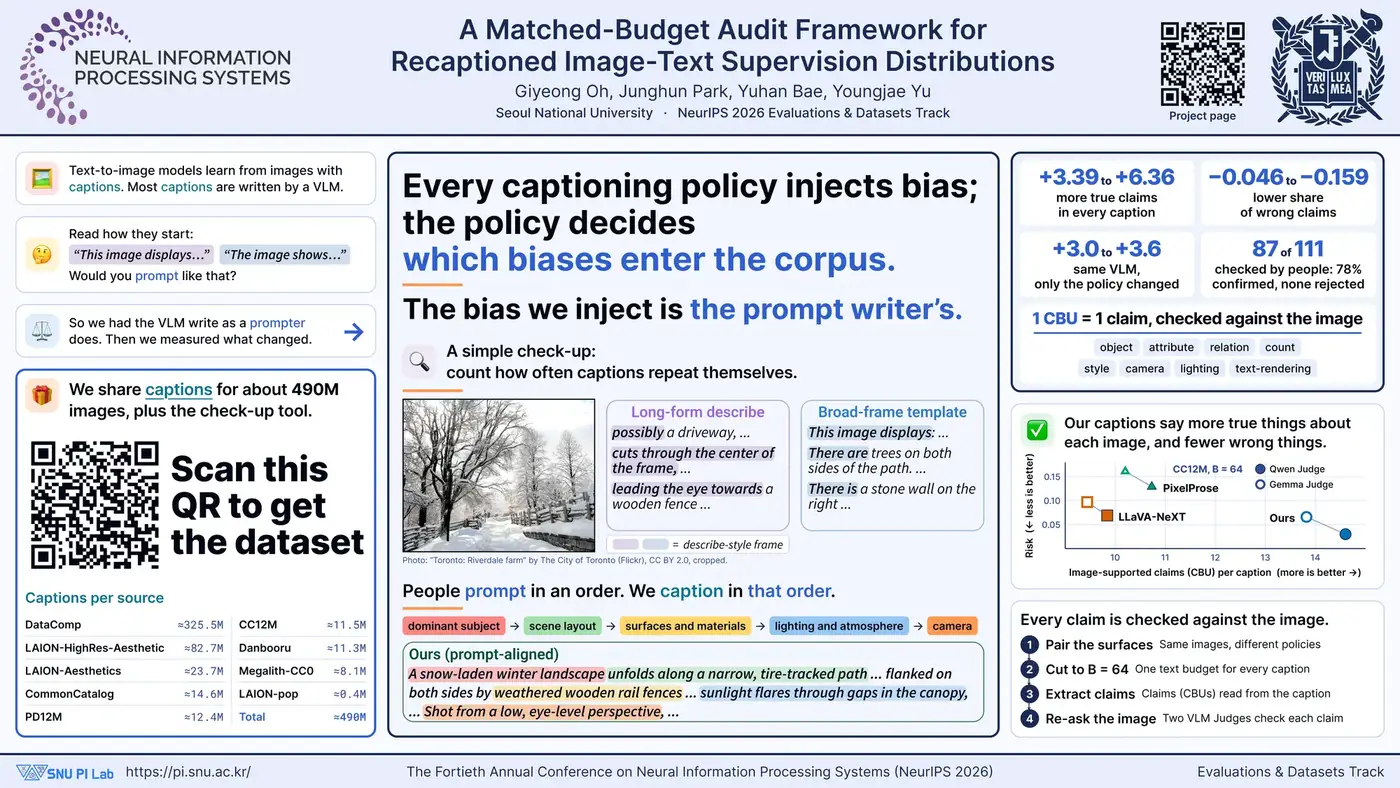 NEURAL INFORMATION
PROCESSING SYSTEMS
A Matched-Budget Audit Framework for
Recaptioned Image-Text Supervision Distributions
Giyeong Oh, Junghun Park, Yuhan Bae, Youngjae Yu
Seoul National University · NeurIPS 2026 Evaluations & Datasets Track
Project page
VERI LUX
TAS MEA
Text-to-image models learn from images with
captions. Most captions are written by a VLM.
Read how they start:
“This image displays…” “The image shows…”
Would you prompt like that?
So we had the VLM write as a prompter
does. Then we measured what changed.
We share captions for about 490M
images, plus the check-up tool.
Scan this
QR to get
the dataset
Captions per source
DataComp ≈325.5M CC12M ≈11.5M
LAION-HighRes-Aesthetic ≈82.7M Danbooru ≈11.3M
LAION-Aesthetics ≈23.7M Megalith-CC0 ≈8.1M
CommonCatalog ≈14.6M LAION-pop ≈0.4M
PD12M ≈12.4M Total ≈490M
Every captioning policy injects bias;
the policy decides
which biases enter the corpus.
The bias we inject is the prompt writer’s.
A simple check-up:
count how often captions repeat themselves.
Long-form describe
possibly a driveway, ...
cuts through the center of
the frame, ...
leading the eye towards a
wooden fence ...
Broad-frame template
This image displays: ...
There are trees on both
sides of the path. ...
There is a stone wall on the
right ...
= describe-style frame
Photo: “Toronto: Riverdale farm” by The City of Toronto (Flickr), CC BY 2.0, cropped.
People prompt in an order. We caption in that order.
dominant subject → scene layout → surfaces and materials → lighting and atmosphere → camera
Ours (prompt-aligned)
A snow-laden winter landscape unfolds along a narrow, tire-tracked path ... flanked on
both sides by weathered wooden rail fences ... sunlight flares through gaps in the canopy,
... Shot from a low, eye-level perspective, ...
+3.39 to +6.36
more true claims
in every caption
−0.046 to −0.159
lower share
of wrong claims
+3.0 to +3.6
same VLM,
only the policy changed
87 of 111
checked by people: 78%
confirmed, none rejected
1 CBU = 1 claim, checked against the image
object attribute relation count
style camera lighting text-rendering
Our captions say more true things about
each image, and fewer wrong things.
Risk (← less is better)
0.15
0.10
0.05
CC12M, B = 64
Qwen Judge
Gemma Judge
PixelProse
LLaVA-NeXT
Ours
10 11 12 13 14
Image-supported claims (CBU) per caption (more is better →)
Every claim is checked against the image.
1 Pair the surfaces Same images, different policies
2 Cut to B = 64 One text budget for every caption
3 Extract claims Claims (CBUs) read from the caption
4 Re-ask the image Two VLM Judges check each claim
SNU PI Lab https://pi.snu.ac.kr/
The Fortieth Annual Conference on Neural Information Processing Systems (NeurIPS 2026)
Evaluations & Datasets Track